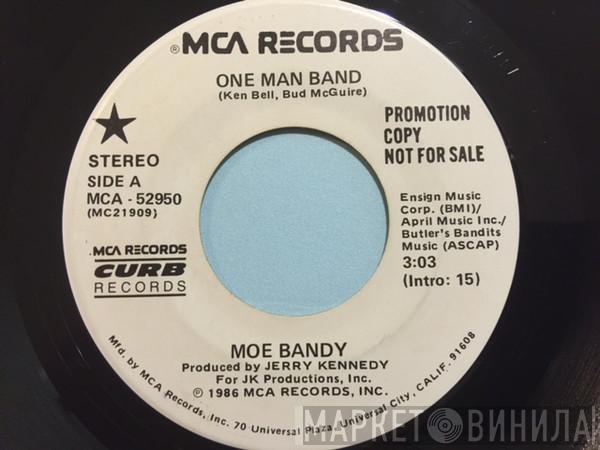 ® MCA RECORDS
ONE MAN BAND
(Ken Bell, Bud McGuire)
STEREO
SIDE A
MCA - 52950
(MC21909)
MCA RECORDS
CURB
RECORDS
PROMOTION
COPY
NOT FOR SALE
Ensign Music
Corp. (BMI)/
April Music Inc./
Butler's Bandits
Music (ASCAP)
3:03
(Intro: 15)
MOE BANDY
Produced by JERRY KENNEDY
For JK Productions, Inc.
℗ 1986 MCA RECORDS, INC.
Mfd. by MCA Records, Inc. 70 Universal Plaza, Universal City, CALIF. 91608
МАРКЕТ ВИНИЛА